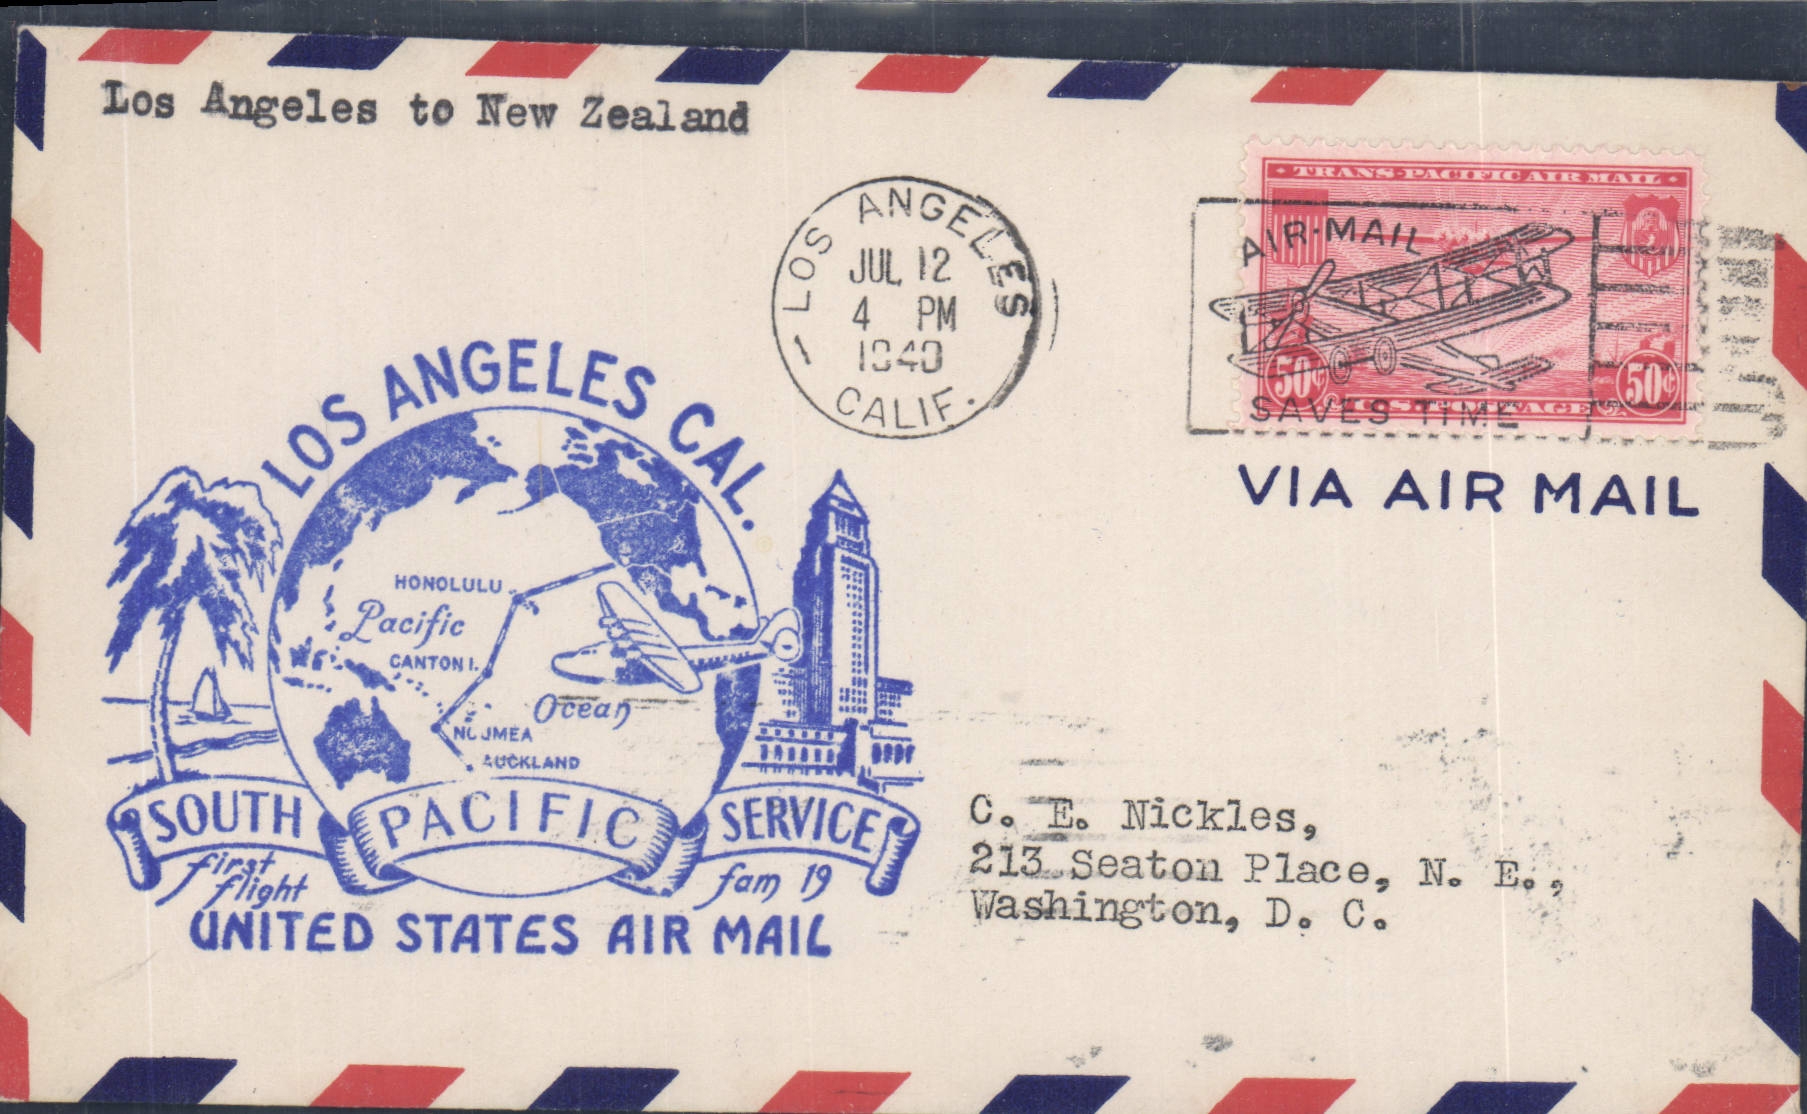 Los Angeles to New Zealand
LOS ANGELES
JUL 12
4 PM
1940
CALIF.
TRANS-PACIFIC AIR MAIL
AIR-MAIL
50¢ 50¢
SAVES TIME
VIA AIR MAIL
LOS ANGELES CAL.
HONOLULU
Pacific
CANTON I.
Ocean
NOUMEA
AUCKLAND
SOUTH PACIFIC SERVICE
first flight
fam 19
UNITED STATES AIR MAIL
C. E. Nickles,
213 Seaton Place, N. E.,
Washington, D. C.